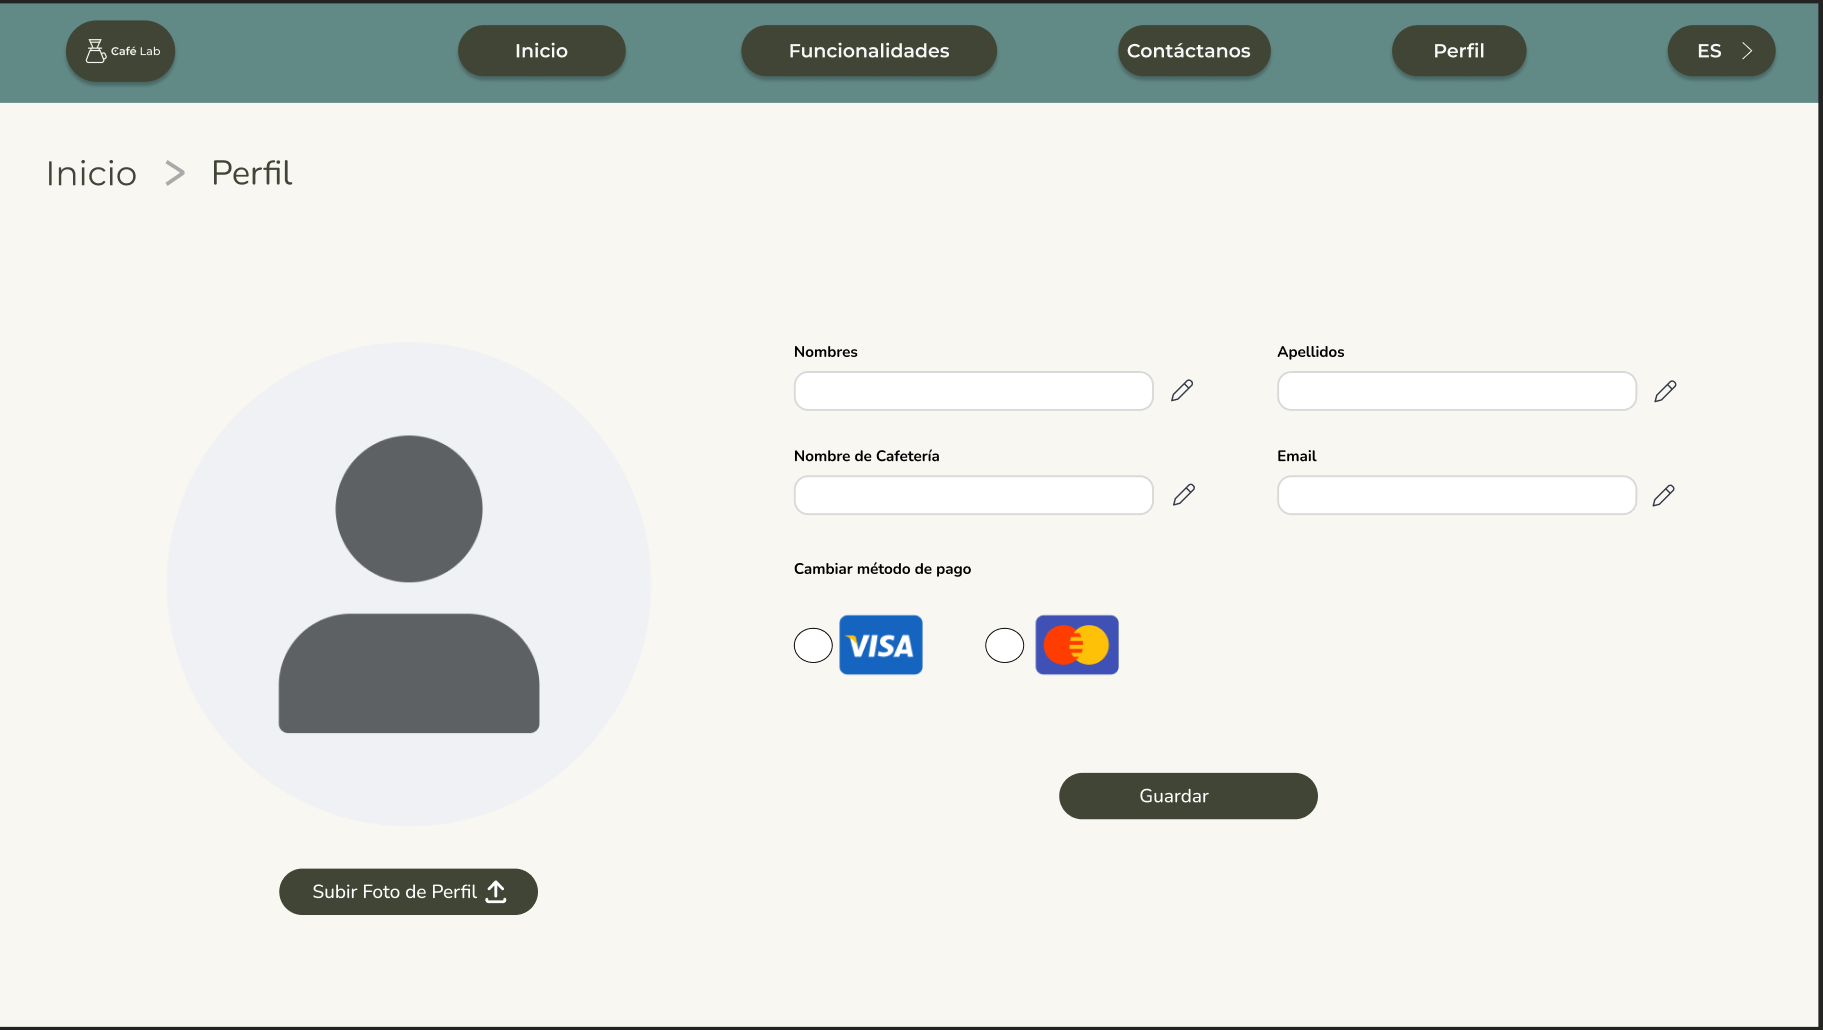 Café Lab
Inicio
Funcionalidades
Contáctanos
Perfil
ES
Inicio > Perfil
Nombres
Apellidos
Nombre de Cafetería
Email
Cambiar método de pago
VISA
Guardar
Subir Foto de Perfil